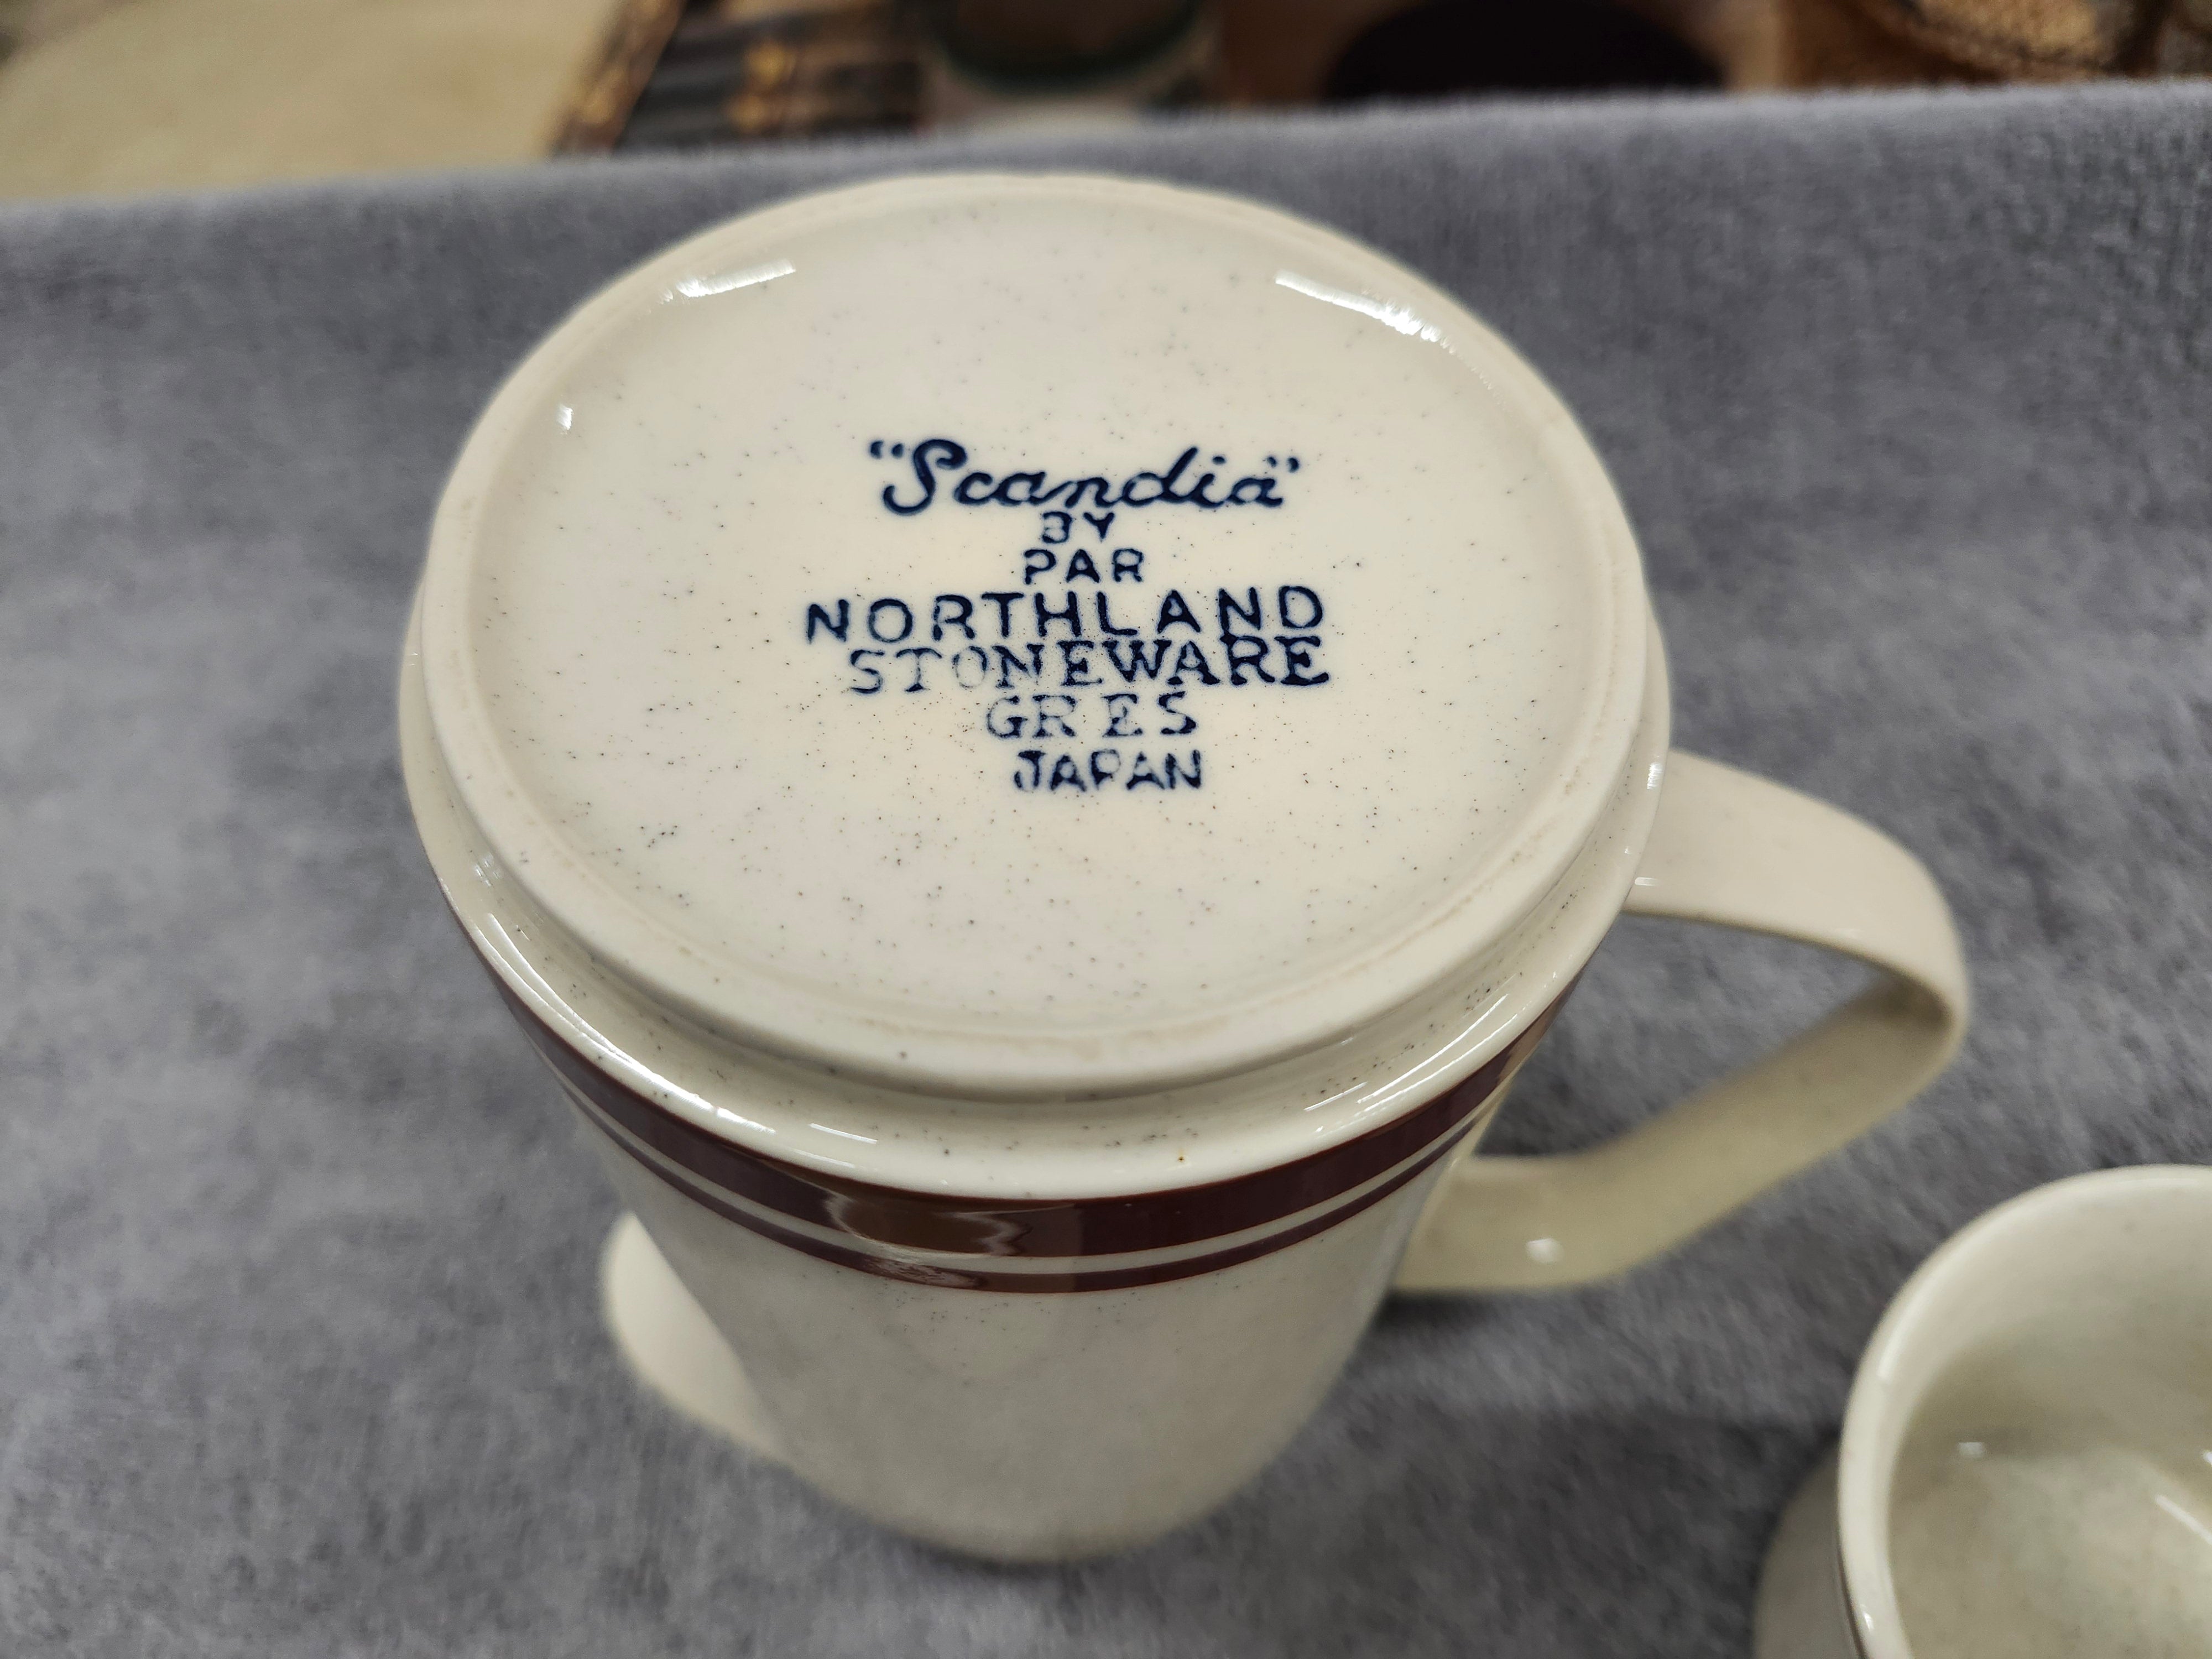 "Scandia"
BY
PAR
NORTHLAND
STONEWARE
GRES
JAPAN